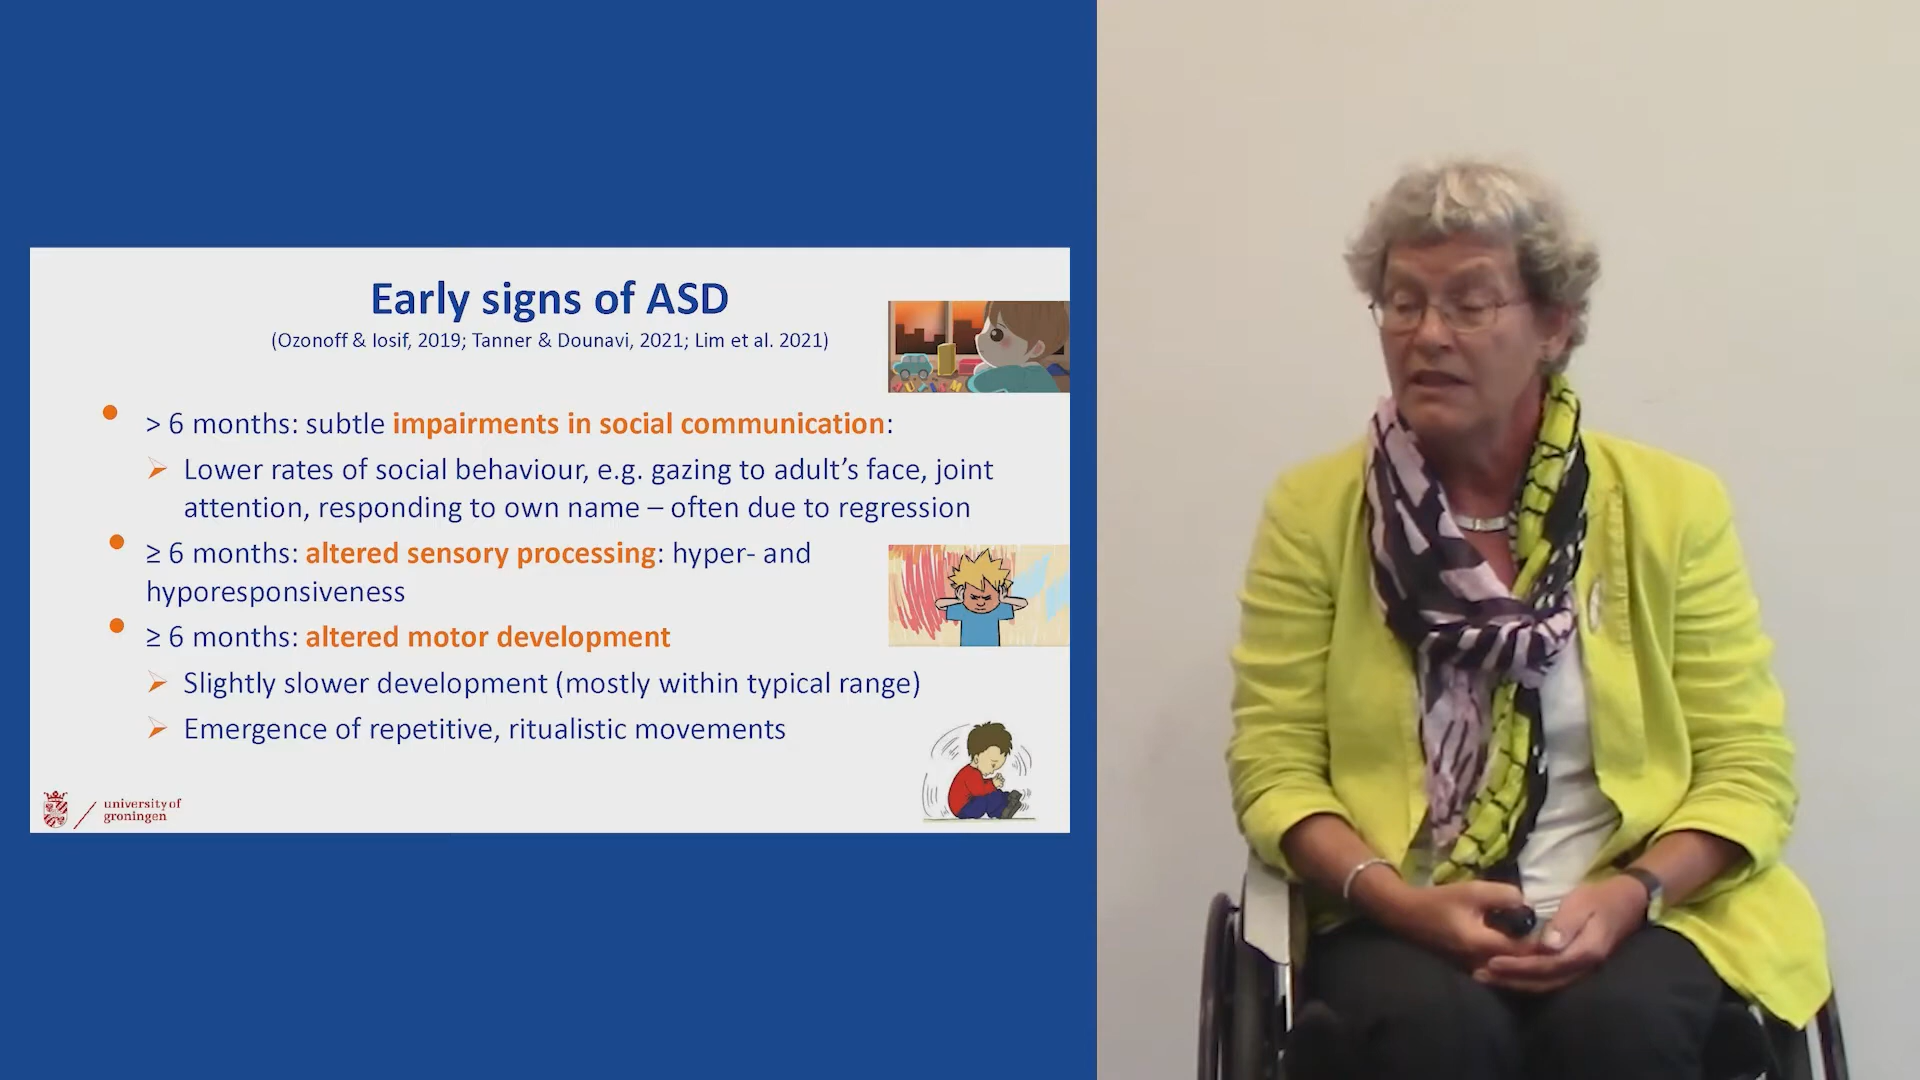 Early signs of ASD
(Ozonoff & Iosif, 2019; Tanner & Dounavi, 2021; Lim et al. 2021)
> 6 months: subtle impairments in social communication:
Lower rates of social behaviour, e.g. gazing to adult’s face, joint
attention, responding to own name – often due to regression
≥ 6 months: altered sensory processing: hyper- and
hyporesponsiveness
≥ 6 months: altered motor development
Slightly slower development (mostly within typical range)
Emergence of repetitive, ritualistic movements
university of
groningen